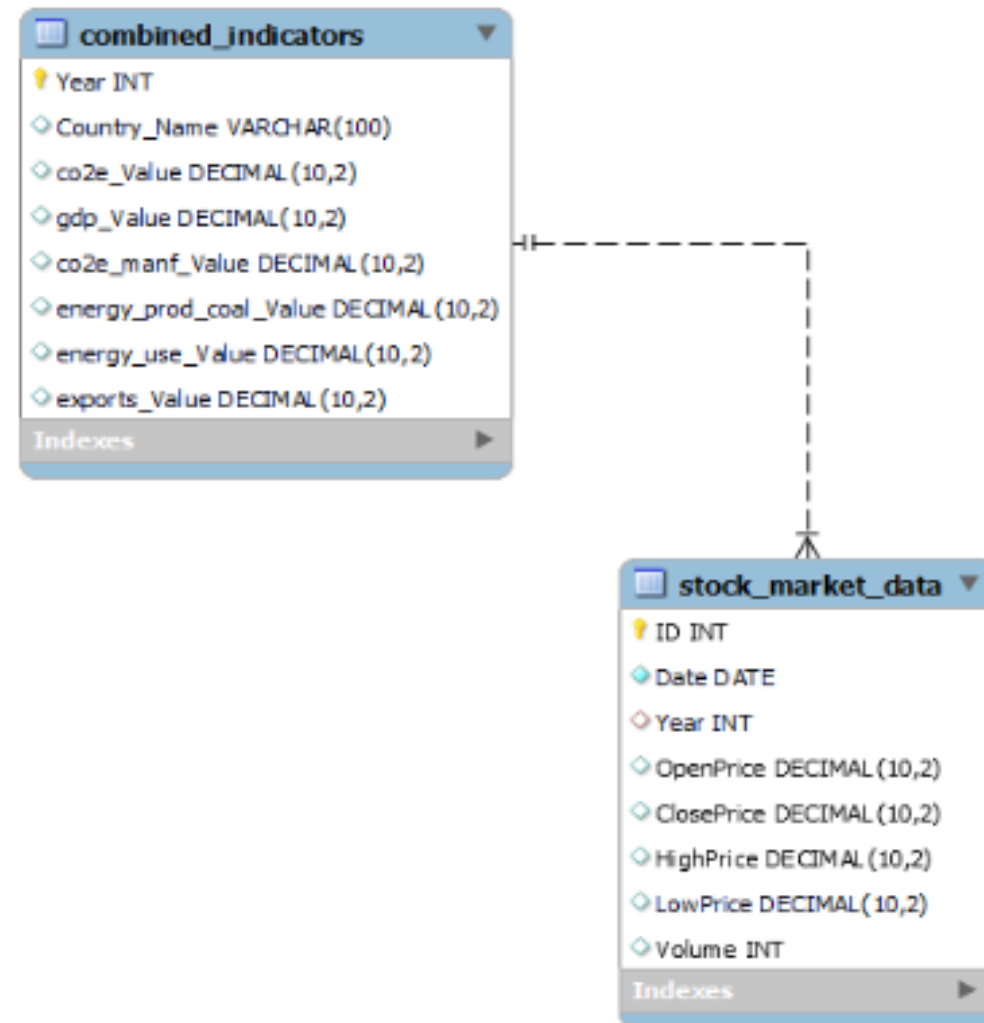 combined_indicators
Year INT
Country_Name VARCHAR(100)
co2e_Value DECIMAL(10,2)
gdp_Value DECIMAL(10,2)
co2e_manf_Value DECIMAL(10,2)
energy_prod_coal_Value DECIMAL(10,2)
energy_use_Value DECIMAL(10,2)
exports_Value DECIMAL(10,2)
Indexes
stock_market_data
ID INT
Date DATE
Year INT
OpenPrice DECIMAL(10,2)
ClosePrice DECIMAL(10,2)
HighPrice DECIMAL(10,2)
LowPrice DECIMAL(10,2)
Volume INT
Indexes